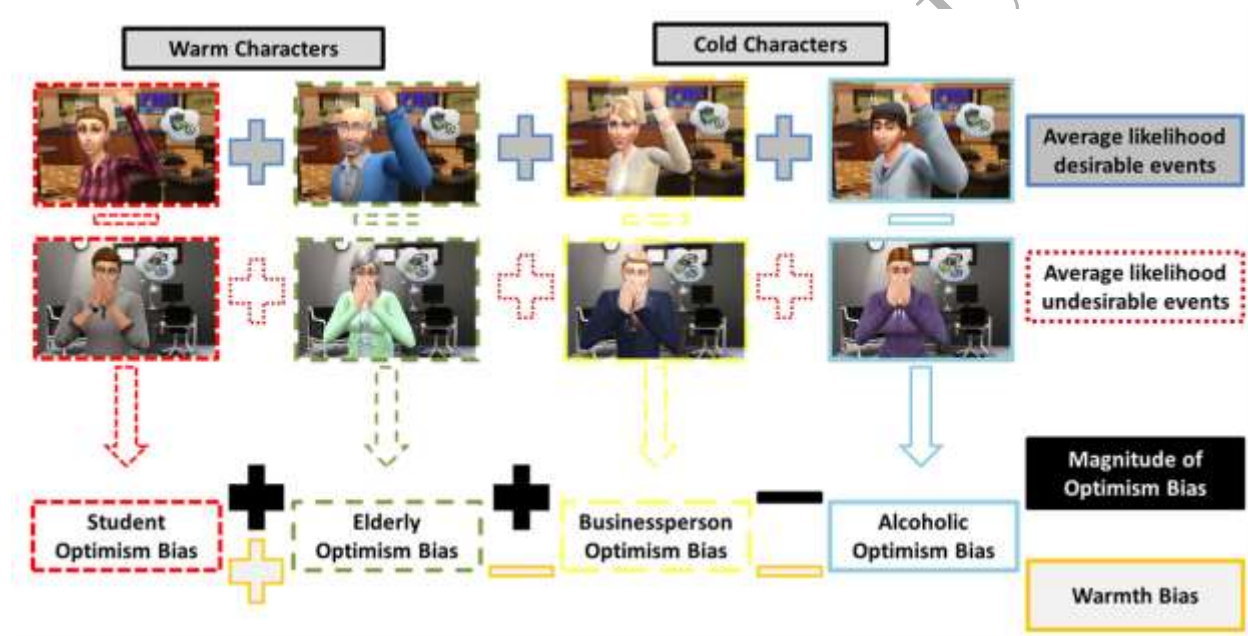 Warm Characters
Cold Characters
Average likelihood
desirable events
Average likelihood
undesirable events
Magnitude of
Optimism Bias
Student
Optimism Bias
Elderly
Optimism Bias
Businessperson
Optimism Bias
Alcoholic
Optimism Bias
Warmth Bias